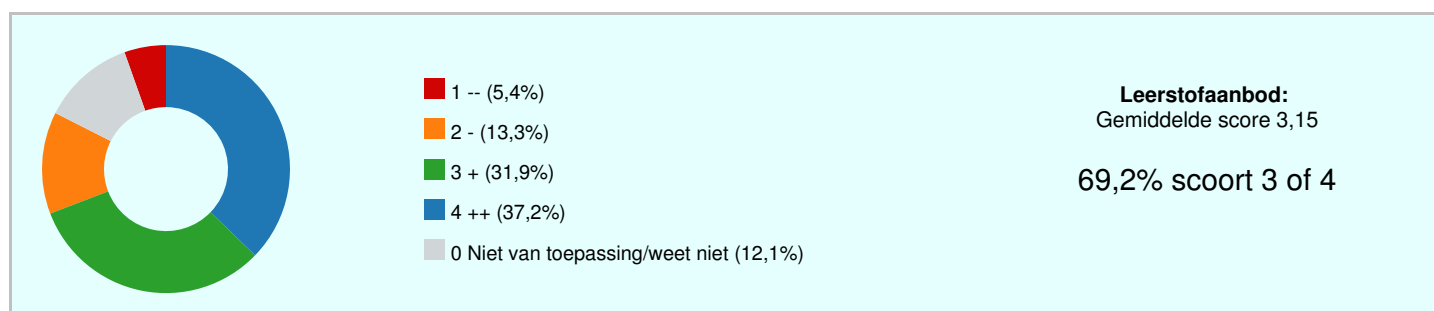 1 -- (5,4%)
2 - (13,3%)
3 + (31,9%)
4 ++ (37,2%)
0 Niet van toepassing/weet niet (12,1%)
Leerstofaanbod:
Gemiddelde score 3,15
69,2% scoort 3 of 4